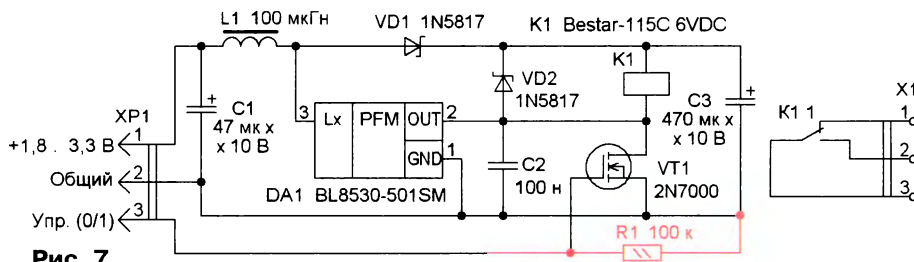 L1 100 мкГн
VD1 1N5817
K1 Bestar-115C 6VDC
K1
VD2
1N5817
C3
470 мк х
х 10 В
+
X1
K1 1
1
2
3
XP1
1
+1,8 . 3,3 В
2
Общий
3
Упр. (0/1)
+
C1
47 мк х
х 10 В
3
Lx
PFM
OUT
2
GND
1
DA1 BL8530-501SM
C2
100 н
VT1
2N7000
R1 100 к
Рис. 7